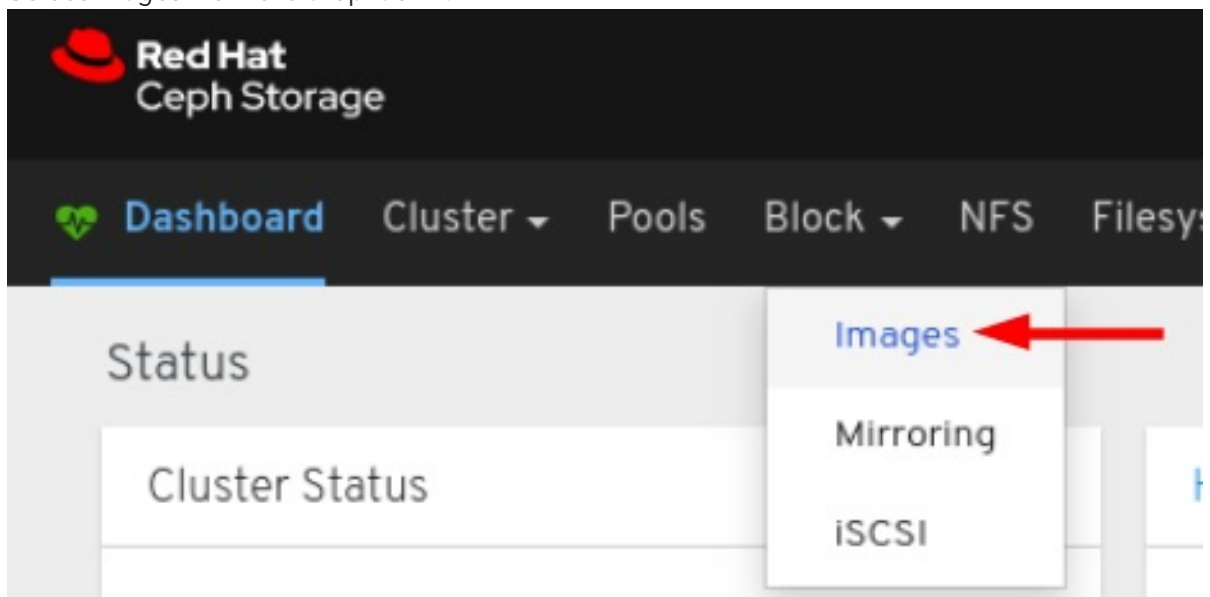 Red Hat
Ceph Storage
Dashboard Cluster Pools Block NFS
Images
Status
Mirroring
Cluster Status
iSCSI